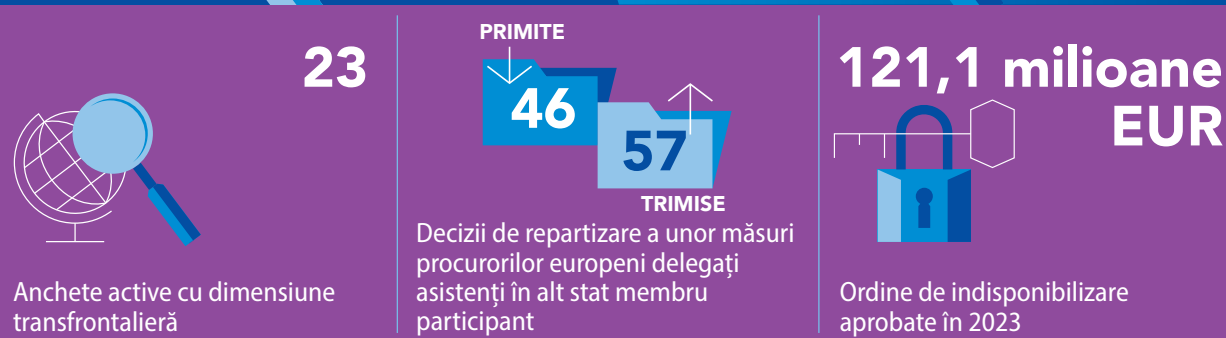 23
Anchete active cu dimensiune
transfrontalieră
PRIMITE
46
57
TRIMISE
Decizii de repartizare a unor măsuri
procurorilor europeni delegați
asistenți în alt stat membru
participant
121,1 milioane
EUR
Ordine de indisponibilizare
aprobate în 2023